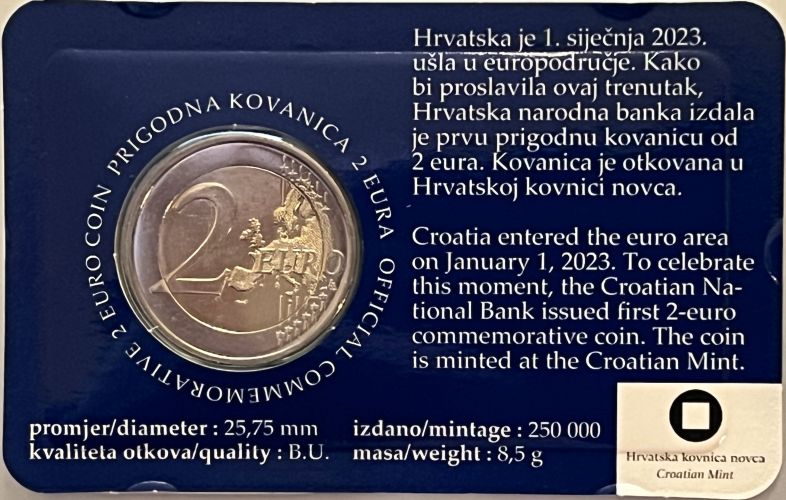 Hrvatska je 1. siječnja 2023.
ušla u europodručje. Kako
bi proslavila ovaj trenutak,
Hrvatska narodna banka izdala
je prvu prigodnu kovanicu od
2 eura. Kovanica je otkovana u
Hrvatskoj kovnici novca.
Croatia entered the euro area
on January 1, 2023. To celebrate
this moment, the Croatian Na-
tional Bank issued first 2-euro
commemorative coin. The coin
is minted at the Croatian Mint.
PRIGODNA KOVANICA 2 EURA OFFICIAL COMMEMORATIVE 2 EURO COIN
2 EURO
promjer/diameter : 25,75 mm
kvaliteta otkova/quality : B.U.
izdano/mintage : 250 000
masa/weight : 8,5 g
Hrvatska kovnica novca
Croatian Mint